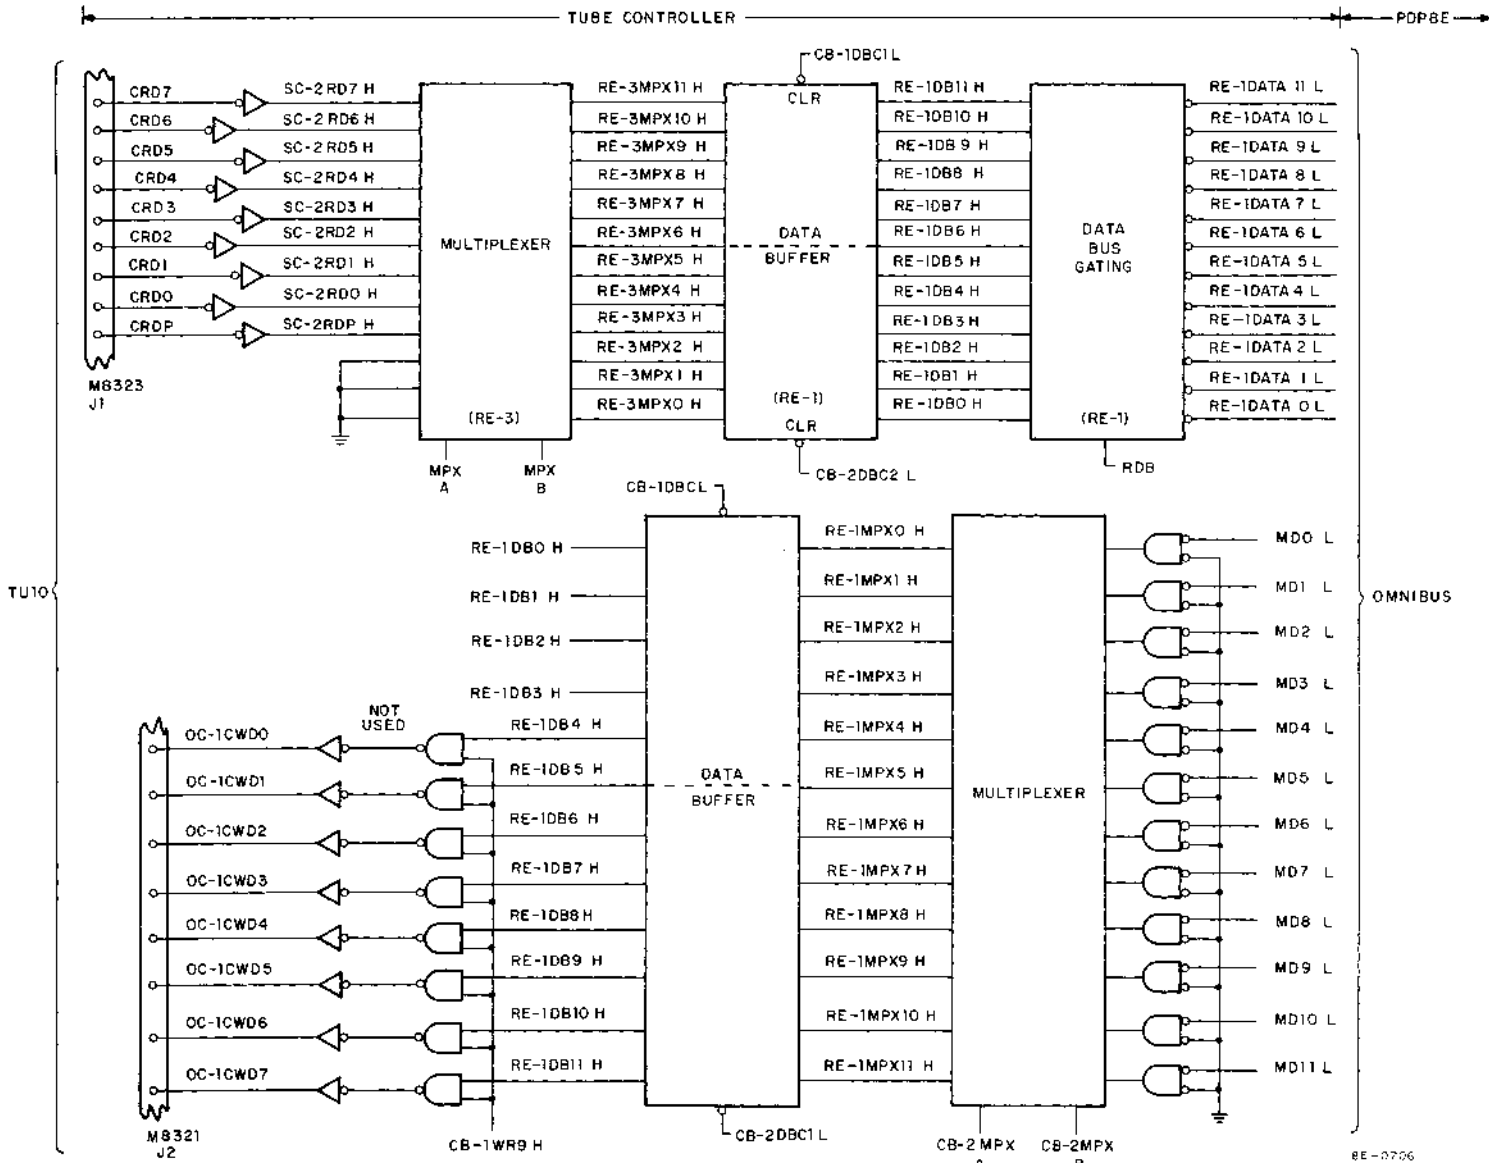 TUBE CONTROLLER PDP8E
CB-1DBC1 L
CRD7 SC-2RD7 H RE-3MPX11 H CLR RE-1DB11 H RE-1DATA 11 L
CRD6 SC-2RD6 H RE-3MPX10 H RE-1DB10 H RE-1DATA 10 L
CRD5 SC-2RD5 H RE-3MPX9 H RE-1DB9 H RE-1DATA 9 L
CRD4 SC-2RD4 H RE-3MPX8 H RE-1DB8 H RE-1DATA 8 L
CRD3 SC-2RD3 H RE-3MPX7 H RE-1DB7 H RE-1DATA 7 L
CRD2 SC-2RD2 H RE-3MPX6 H RE-1DB6 H RE-1DATA 6 L
MULTIPLEXER
DATA
BUFFER
DATA
BUS
GATING
CRD1 SC-2RD1 H RE-3MPX5 H RE-1DB5 H RE-1DATA 5 L
CRD0 SC-2RD0 H RE-3MPX4 H RE-1DB4 H RE-1DATA 4 L
CRDP SC-2RDP H RE-3MPX3 H RE-1DB3 H RE-1DATA 3 L
RE-3MPX2 H RE-1DB2 H RE-1DATA 2 L
RE-3MPX1 H RE-1DB1 H RE-1DATA 1 L
RE-3MPX0 H RE-1DB0 H RE-1DATA 0 L
M8323
J1
(RE-3) (RE-1) (RE-1)
CLR
MPX
A
MPX
B
CB-2DBC2 L
RDB
CB-1DBCL
RE-1DB0 H RE-1MPX0 H MD0 L
RE-1DB1 H RE-1MPX1 H MD1 L
TU10 OMNIBUS
RE-1DB2 H RE-1MPX2 H MD2 L
RE-1DB3 H RE-1MPX3 H MD3 L
NOT
USED
OC-1CWD0 RE-1DB4 H RE-1MPX4 H MD4 L
OC-1CWD1 RE-1DB5 H RE-1MPX5 H MD5 L
DATA
BUFFER
MULTIPLEXER
OC-1CWD2 RE-1DB6 H RE-1MPX6 H MD6 L
OC-1CWD3 RE-1DB7 H RE-1MPX7 H MD7 L
OC-1CWD4 RE-1DB8 H RE-1MPX8 H MD8 L
OC-1CWD5 RE-1DB9 H RE-1MPX9 H MD9 L
OC-1CWD6 RE-1DB10 H RE-1MPX10 H MD10 L
OC-1CWD7 RE-1DB11 H RE-1MPX11 H MD11 L
M8321
J2
CB-1WR9 H
CB-2DBC1 L
CB-2MPX
CB-2MPX
8E-0706